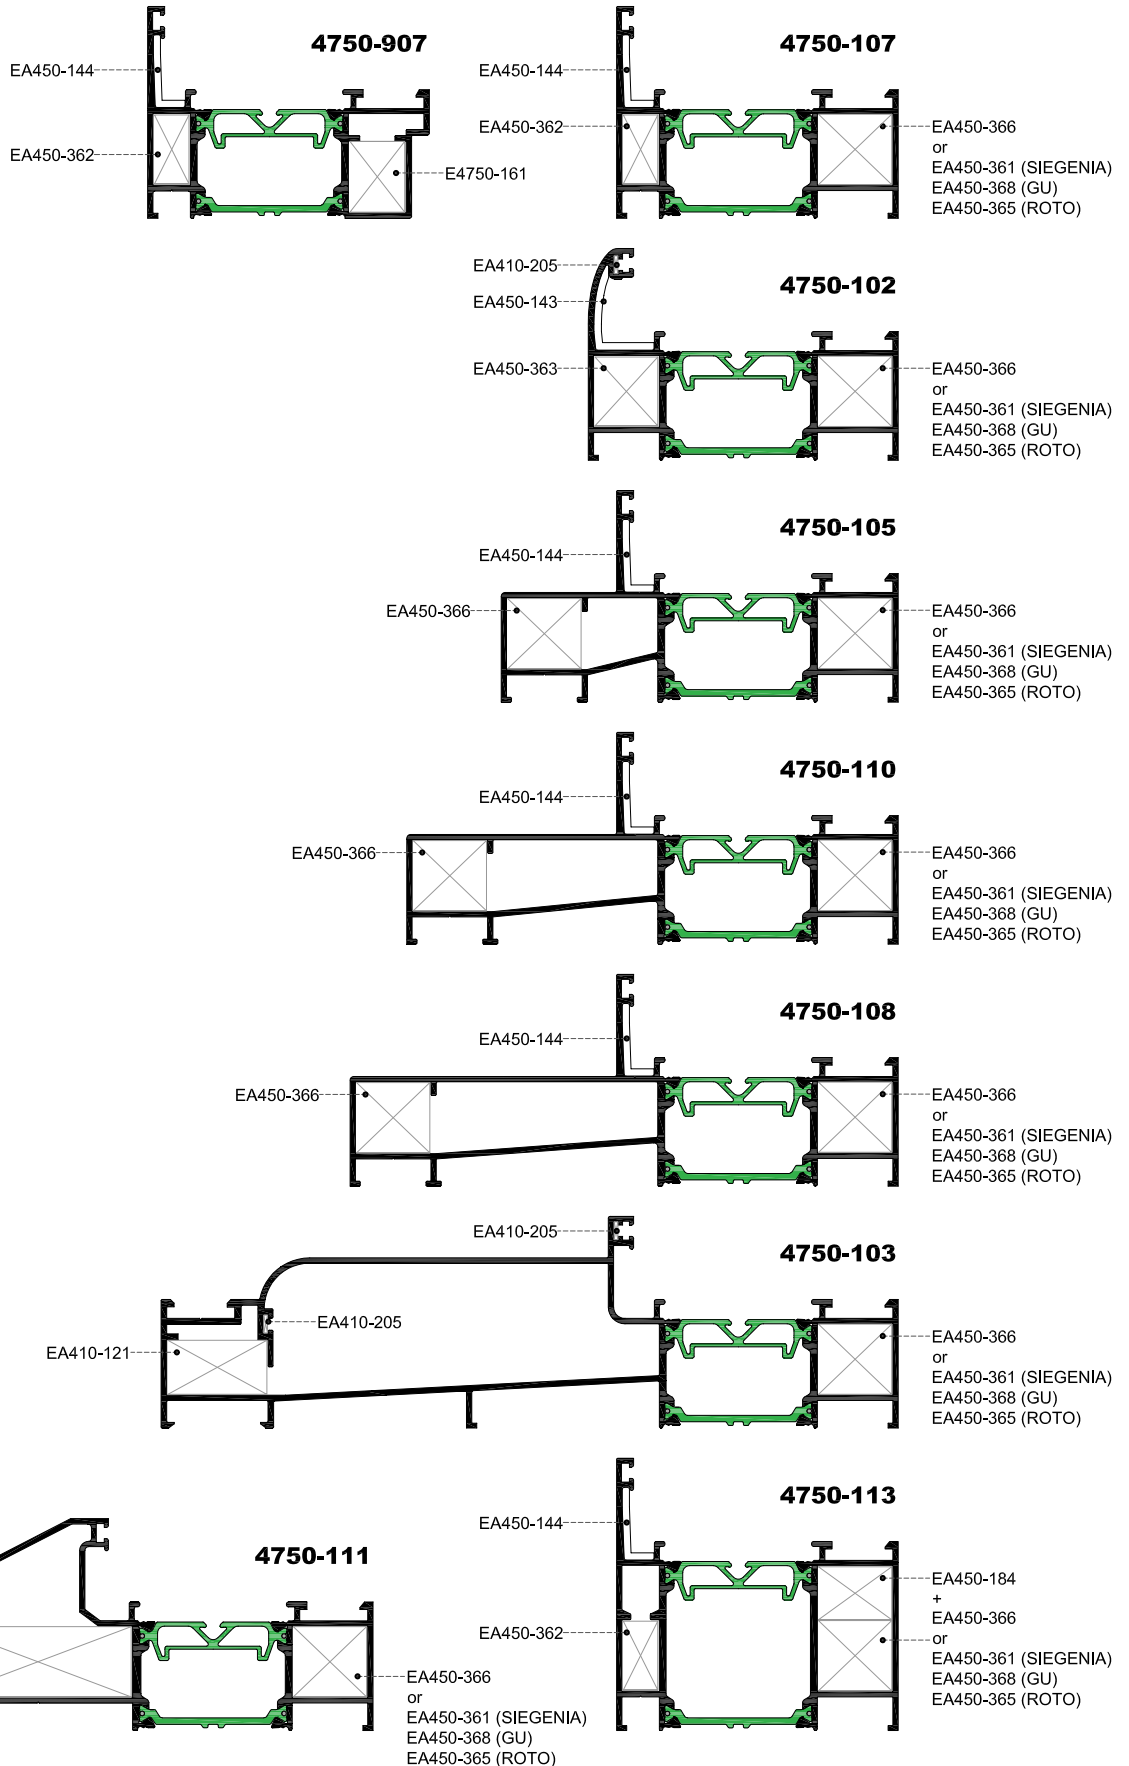 4750-907
EA450-144
EA450-362
E4750-161
4750-107
EA450-144
EA450-362
EA450-366
or
EA450-361 (SIEGENIA)
EA450-368 (GU)
EA450-365 (ROTO)
4750-102
EA410-205
EA450-143
EA450-363
EA450-366
or
EA450-361 (SIEGENIA)
EA450-368 (GU)
EA450-365 (ROTO)
4750-105
EA450-144
EA450-366
EA450-366
or
EA450-361 (SIEGENIA)
EA450-368 (GU)
EA450-365 (ROTO)
4750-110
EA450-144
EA450-366
EA450-366
or
EA450-361 (SIEGENIA)
EA450-368 (GU)
EA450-365 (ROTO)
4750-108
EA450-144
EA450-366
EA450-366
or
EA450-361 (SIEGENIA)
EA450-368 (GU)
EA450-365 (ROTO)
4750-103
EA410-205
EA410-205
EA410-121
EA450-366
or
EA450-361 (SIEGENIA)
EA450-368 (GU)
EA450-365 (ROTO)
4750-111
EA450-366
or
EA450-361 (SIEGENIA)
EA450-368 (GU)
EA450-365 (ROTO)
4750-113
EA450-144
EA450-362
EA450-184
+
EA450-366
or
EA450-361 (SIEGENIA)
EA450-368 (GU)
EA450-365 (ROTO)